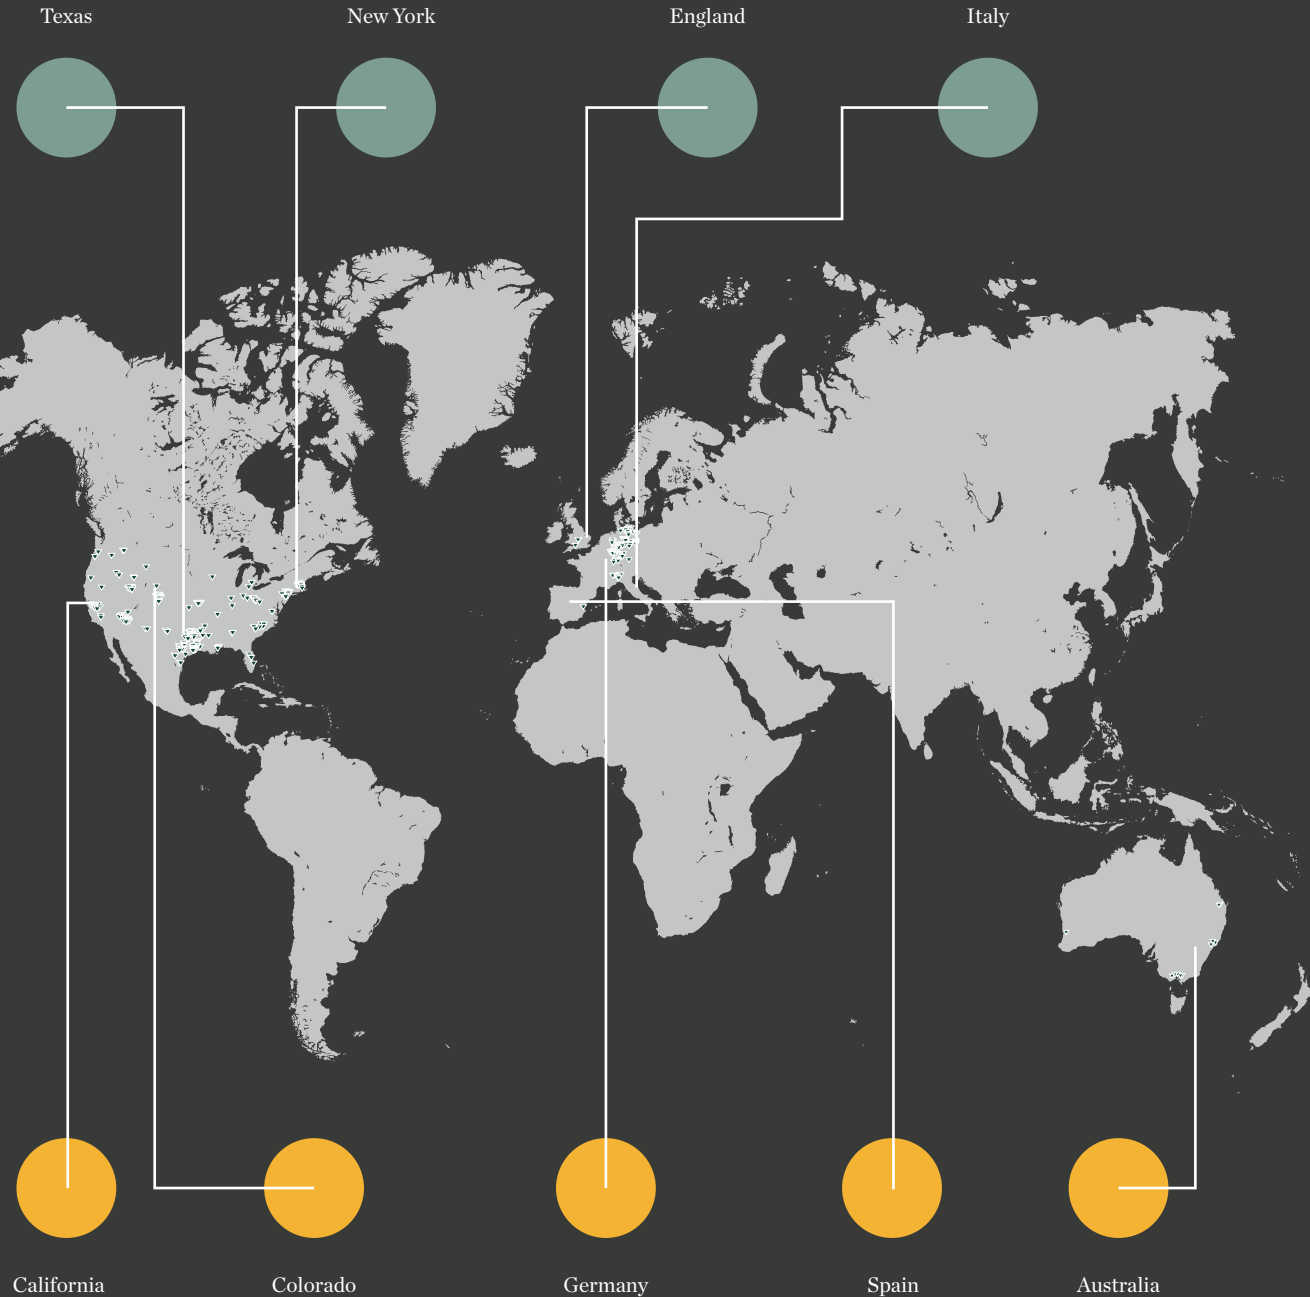 Texas
New York
England
Italy
California
Colorado
Germany
Spain
Australia